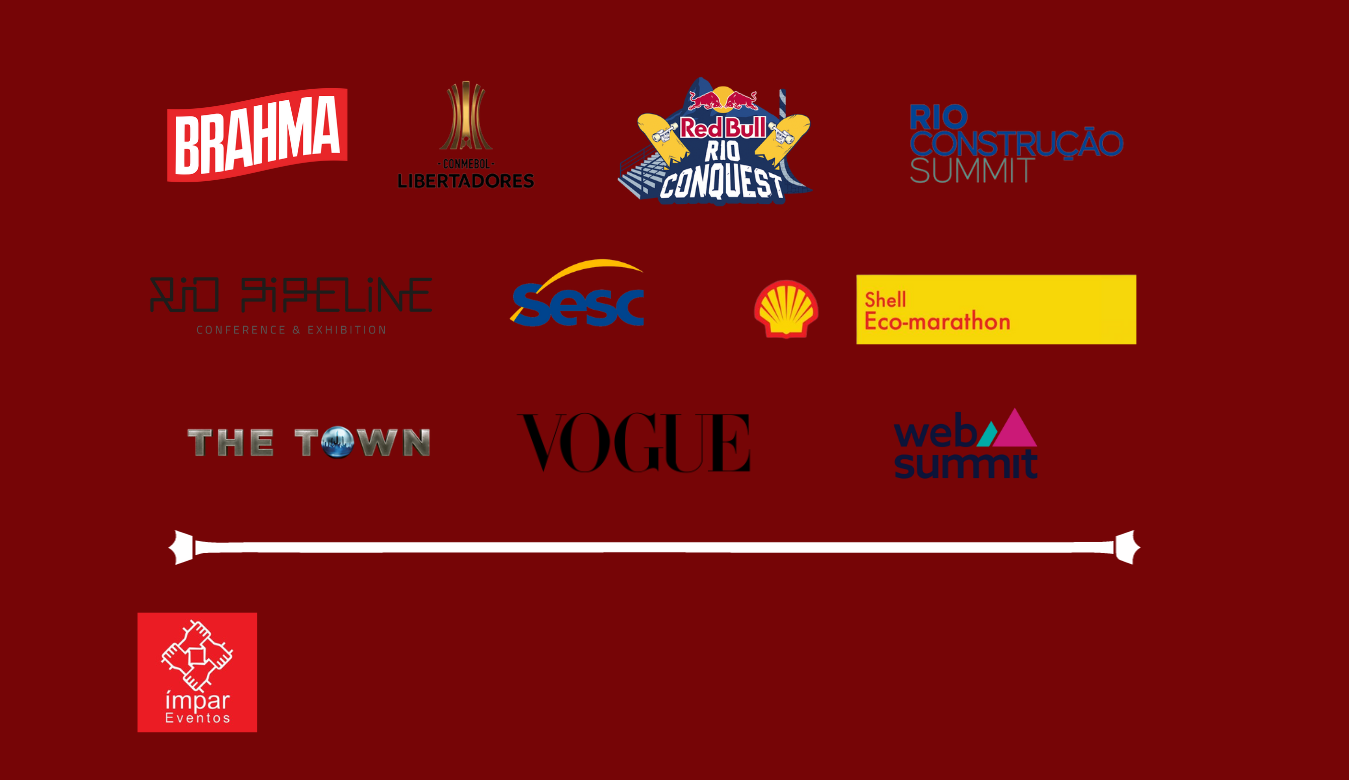 BRAHMA
·CONMEBOL·
LIBERTADORES
Red Bull
RIO
CONQUEST
RIO
CONSTRUÇÃO
SUMMIT
RIO PIPELINE
CONFERENCE & EXHIBITION
Sesc
Shell
Eco-marathon
THE TOWN
VOGUE
web
summit
ímpar
Eventos